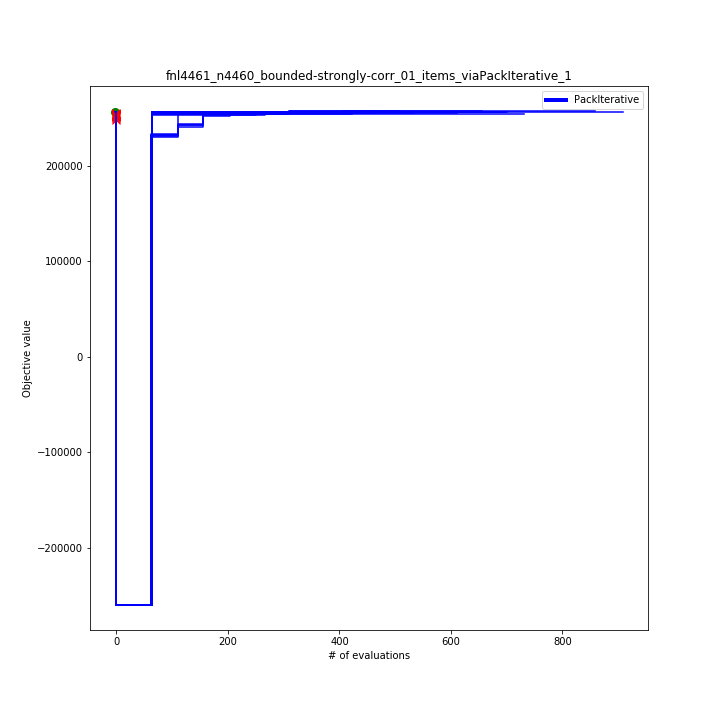 fnl4461_n4460_bounded-strongly-corr_01_items_viaPackIterative_1
PackIterative
200000
100000
0
−100000
−200000
Objective value
0 200 400 600 800
# of evaluations